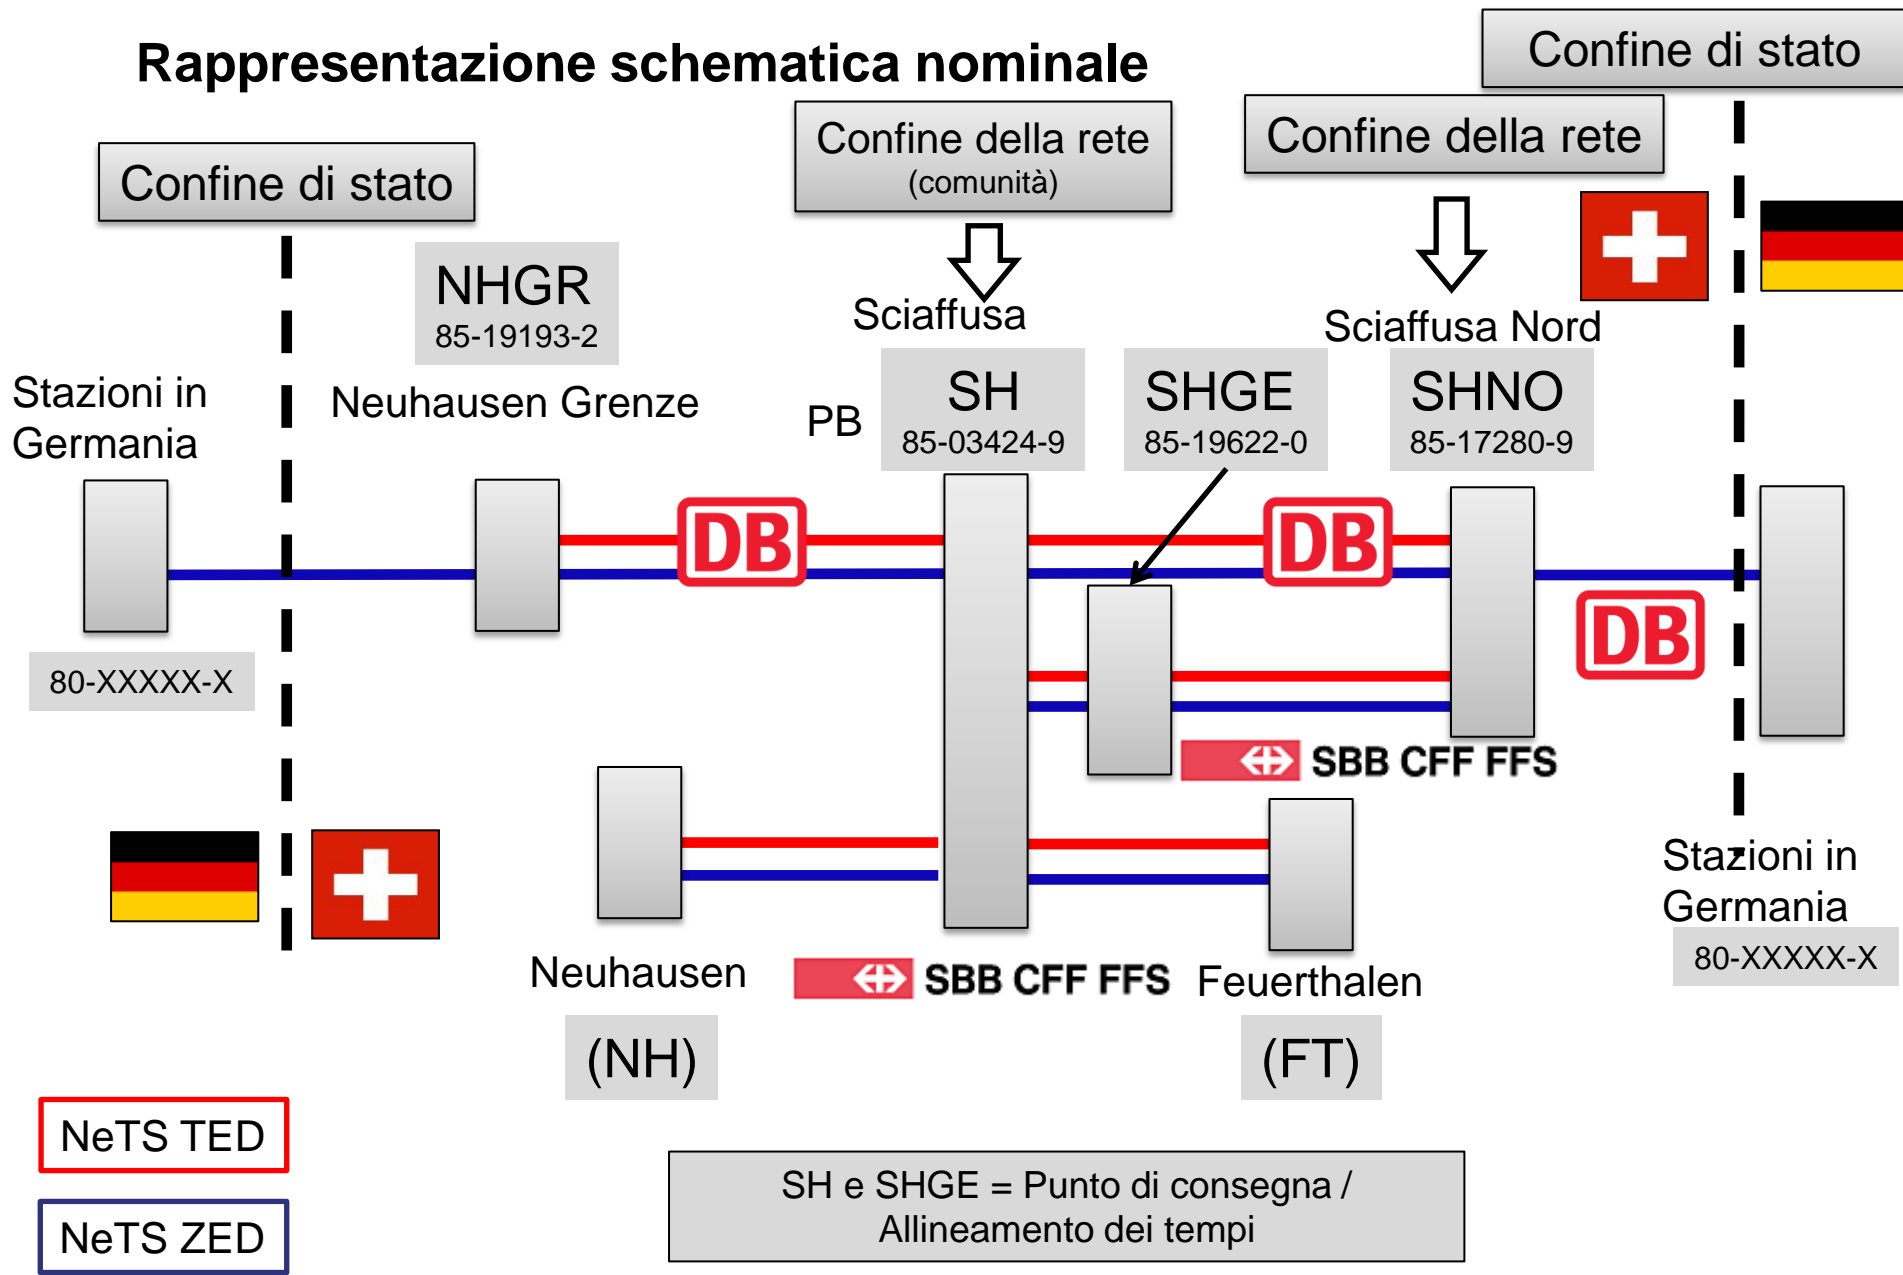 Rappresentazione schematica nominale
Confine di stato
Confine della rete
(comunità)
Confine della rete
Confine di stato
NHGR
85-19193-2
Neuhausen Grenze
Stazioni in
Germania
80-XXXXX-X
Sciaffusa
PB
SH
85-03424-9
SHGE
85-19622-0
Sciaffusa Nord
SHNO
85-17280-9
DB
DB
DB
SBB CFF FFS
Stazioni in
Germania
80-XXXXX-X
Neuhausen
(NH)
SBB CFF FFS
Feuerthalen
(FT)
NeTS TED
NeTS ZED
SH e SHGE = Punto di consegna /
Allineamento dei tempi